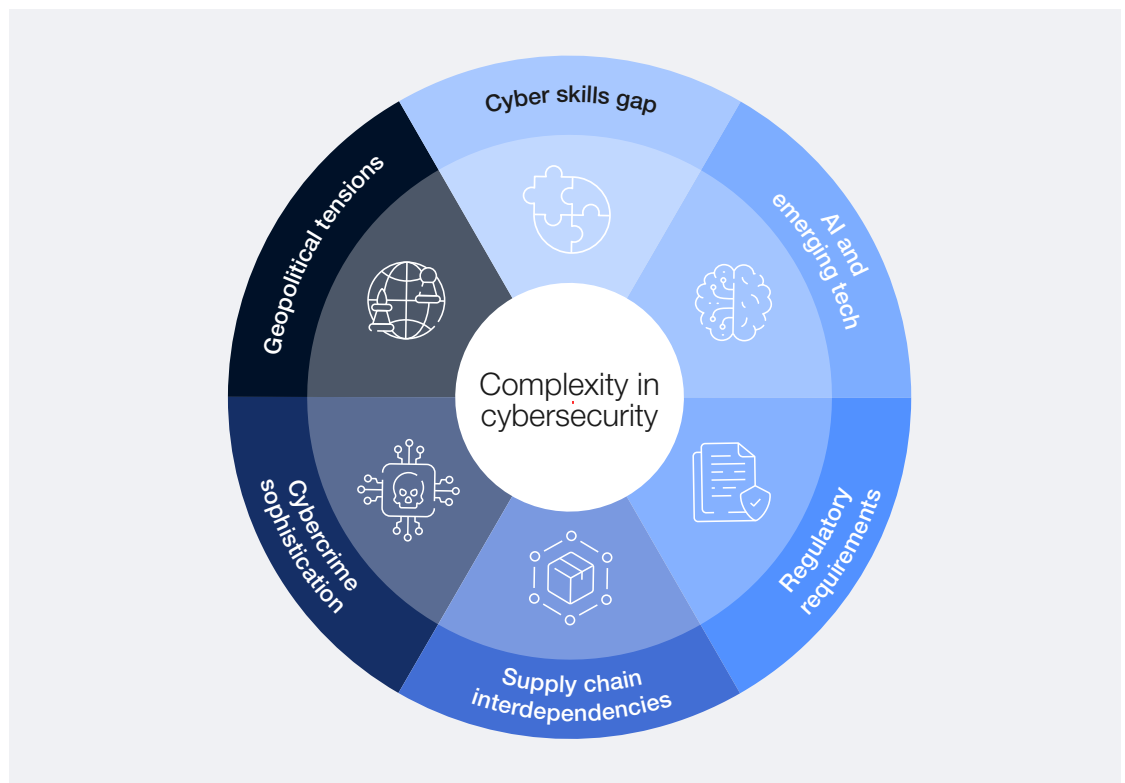 Cyber skills gap
AI and
emerging tech
Regulatory
requirements
Supply chain
interdependencies
Cybercrime
sophistication
Geopolitical tensions
Complexity in
cybersecurity